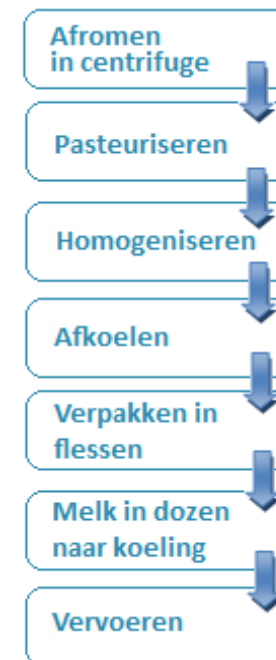 Afromen
in centrifuge
Pasteuriseren
Homogeniseren
Afkoelen
Verpakken in
flessen
Melk in dozen
naar koeling
Vervoeren